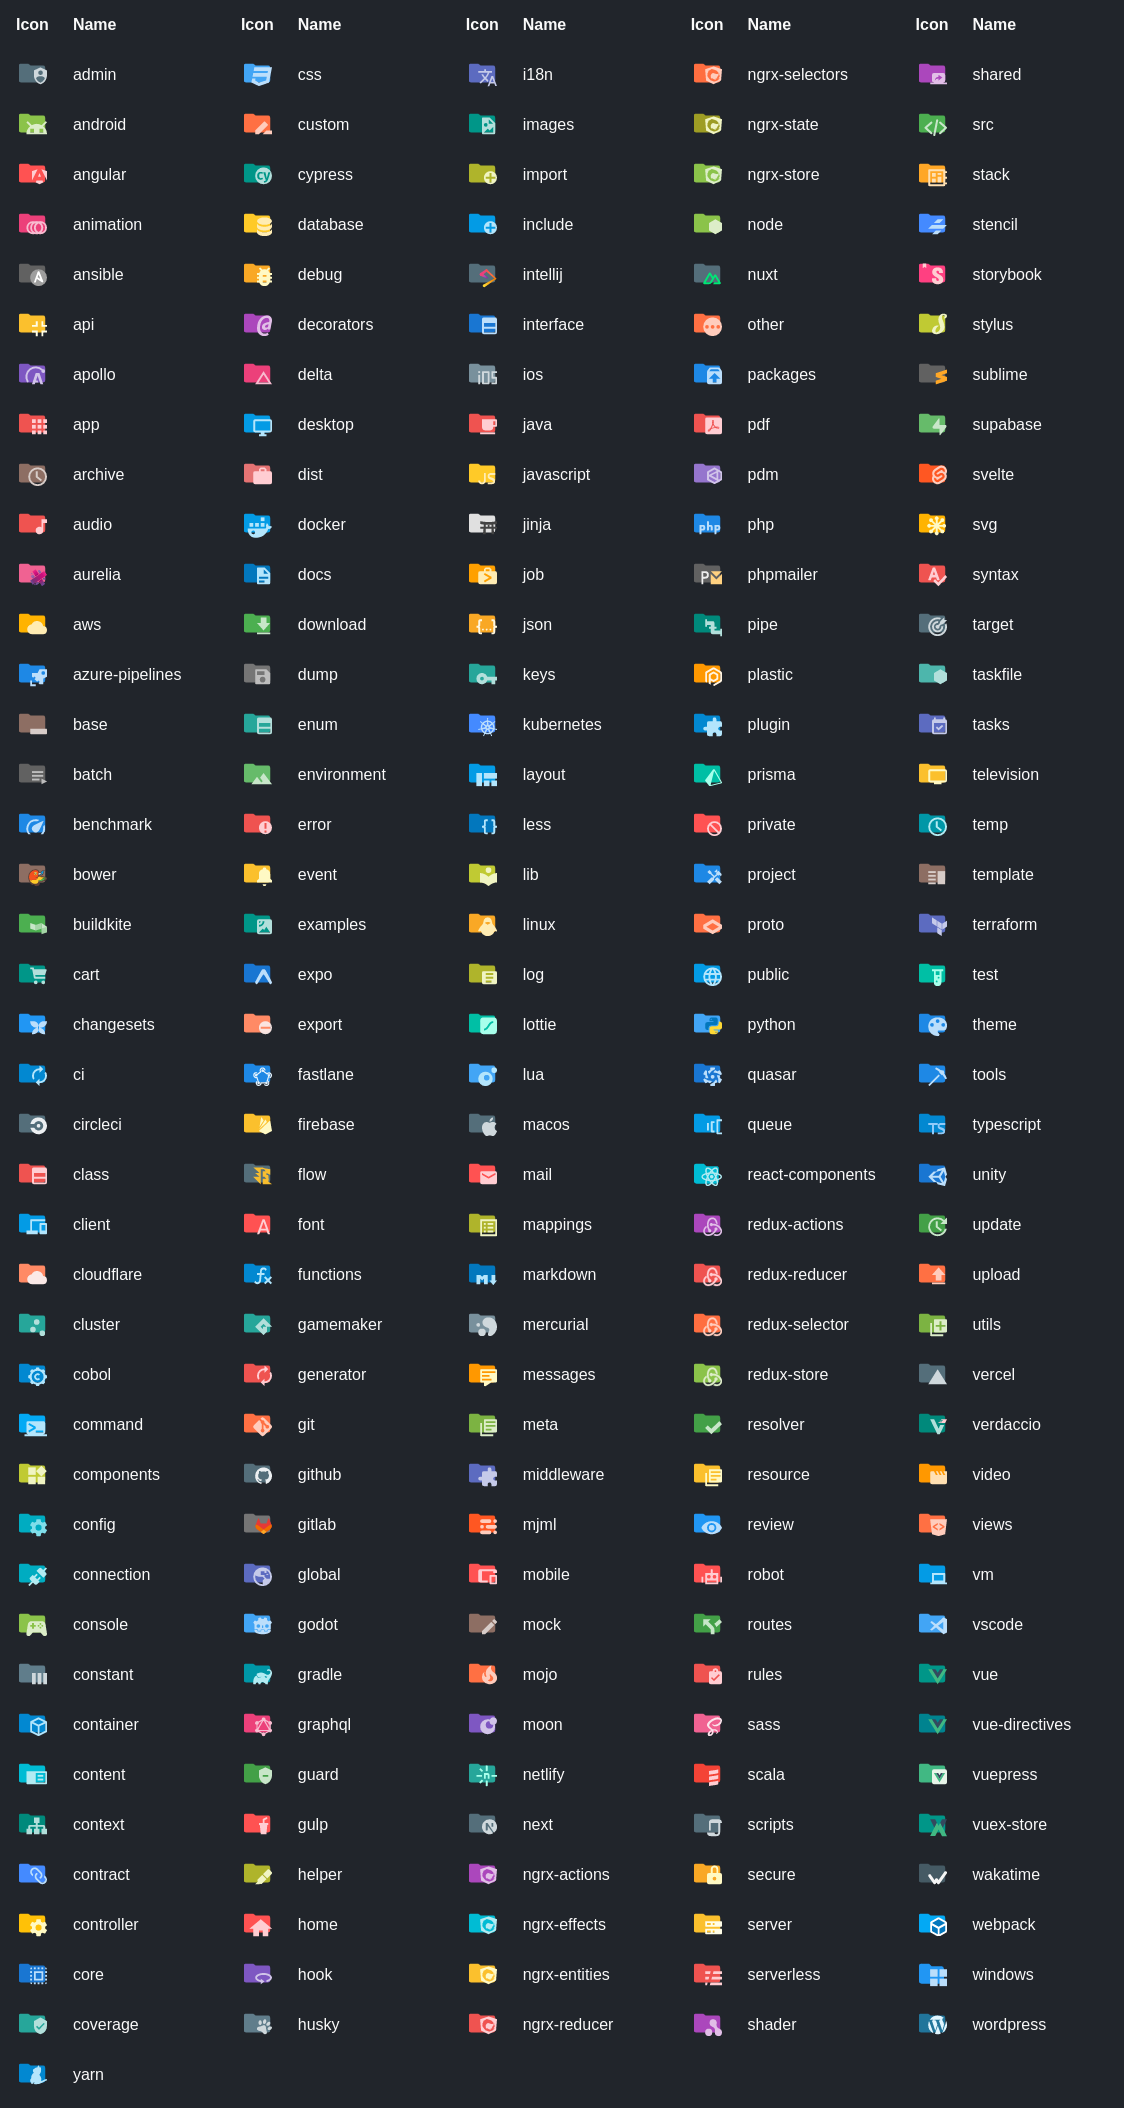 Icon Name Icon Name Icon Name Icon Name Icon Name
admin css i18n ngrx-selectors shared
android custom images ngrx-state src
angular cypress import ngrx-store stack
animation database include node stencil
ansible debug intellij nuxt storybook
api decorators interface other stylus
apollo delta ios packages sublime
app desktop java pdf supabase
archive dist javascript pdm svelte
audio docker jinja php svg
aurelia docs job phpmailer syntax
aws download json pipe target
azure-pipelines dump keys plastic taskfile
base enum kubernetes plugin tasks
batch environment layout prisma television
benchmark error less private temp
bower event lib project template
buildkite examples linux proto terraform
cart expo log public test
changesets export lottie python theme
ci fastlane lua quasar tools
circleci firebase macos queue typescript
class flow mail react-components unity
client font mappings redux-actions update
cloudflare functions markdown redux-reducer upload
cluster gamemaker mercurial redux-selector utils
cobol generator messages redux-store vercel
command git meta resolver verdaccio
components github middleware resource video
config gitlab mjml review views
connection global mobile robot vm
console godot mock routes vscode
constant gradle mojo rules vue
container graphql moon sass vue-directives
content guard netlify scala vuepress
context gulp next scripts vuex-store
contract helper ngrx-actions secure wakatime
controller home ngrx-effects server webpack
core hook ngrx-entities serverless windows
coverage husky ngrx-reducer shader wordpress
yarn